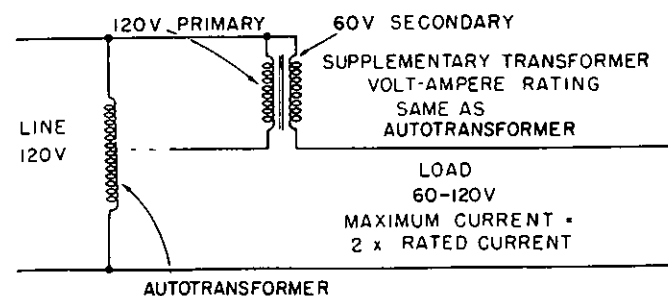 120V PRIMARY
60V SECONDARY
SUPPLEMENTARY TRANSFORMER
VOLT-AMPERE RATING
SAME AS
AUTOTRANSFORMER
LINE
120V
LOAD
60-120V
MAXIMUM CURRENT =
2 x RATED CURRENT
AUTOTRANSFORMER